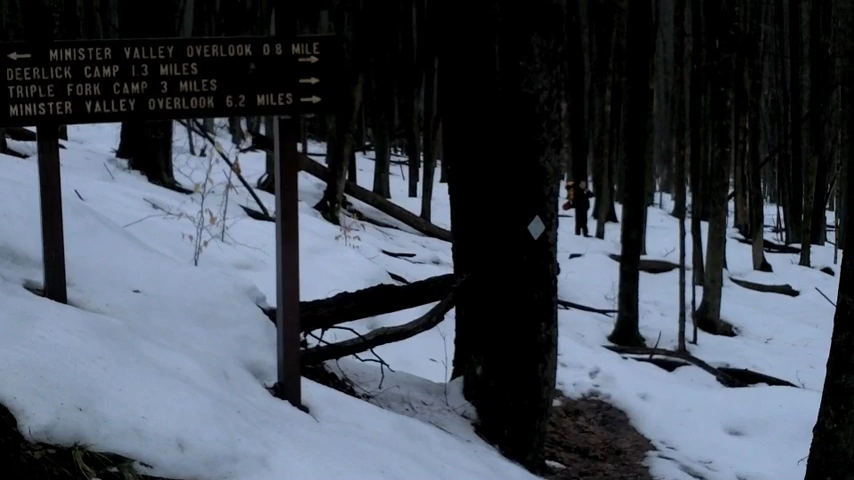 ← MINISTER VALLEY OVERLOOK 0.8 MILE
DEERLICK CAMP 1.3 MILES →
TRIPLE FORK CAMP 3 MILES →
MINISTER VALLEY OVERLOOK 6.2 MILES →